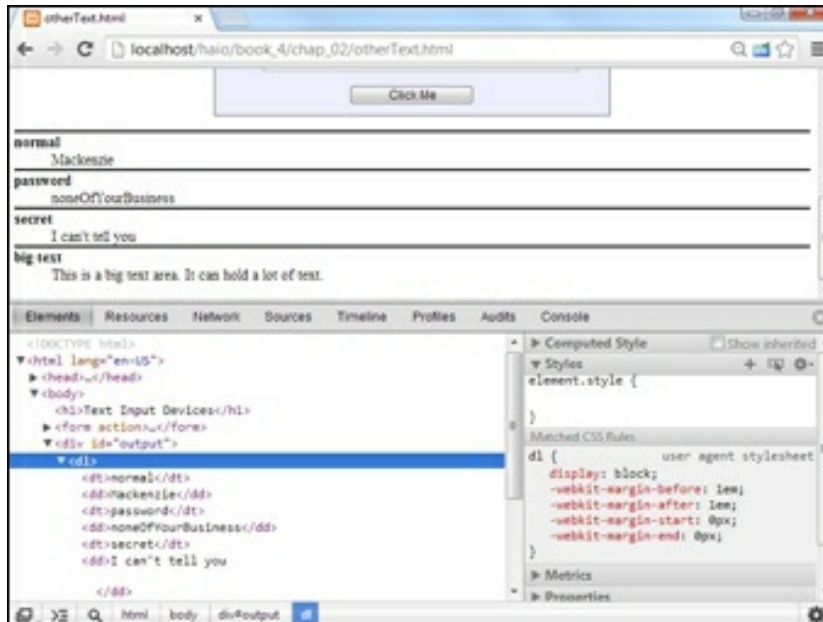 otherText.html
localhost/haio/book_4/chap_02/otherText.html
Click Me
normal
Mackenzie
password
noneOfYourBusiness
secret
I can't tell you
big text
This is a big text area. It can hold a lot of text.
Elements Resources Network Sources Timeline Profiles Audits Console
<!DOCTYPE html>
<html lang="en-US">
<head>…</head>
<body>
<h1>Text Input Devices</h1>
<form action>…</form>
<div id="output">
<dl>
<dt>normal</dt>
<dd>Mackenzie</dd>
<dt>password</dt>
<dd>noneOfYourBusiness</dd>
<dt>secret</dt>
<dd>I can't tell you
</dd>
Computed Style Show inherited
Styles
element.style {
}
Matched CSS Rules
dl { user agent stylesheet
display: block;
-webkit-margin-before: 1em;
-webkit-margin-after: 1em;
-webkit-margin-start: 0px;
-webkit-margin-end: 0px;
}
Metrics
Properties
html body div#output dl